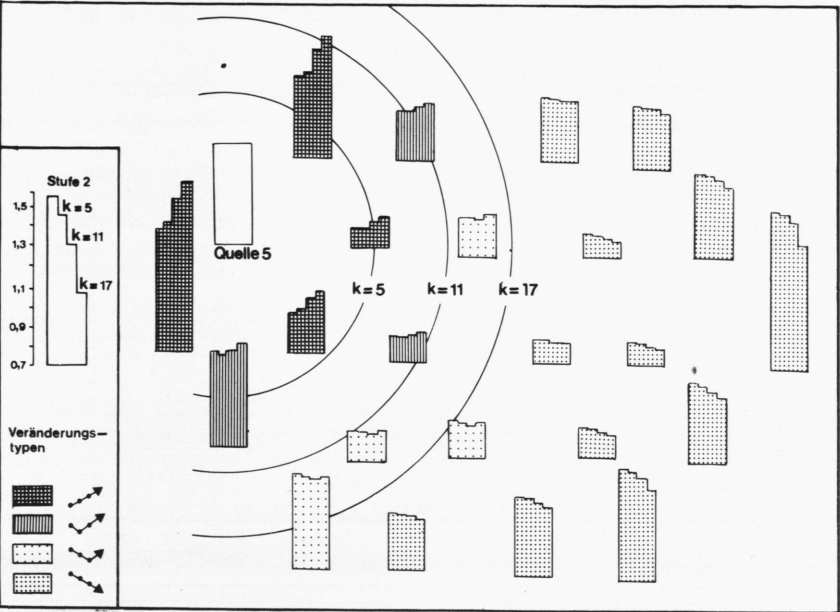 Stufe 2
1,5
1,3
1,1
0,9
0,7
k=5
k=11
k=17
Veränderungs-
typen
Quelle 5
k=5
k=11
k=17